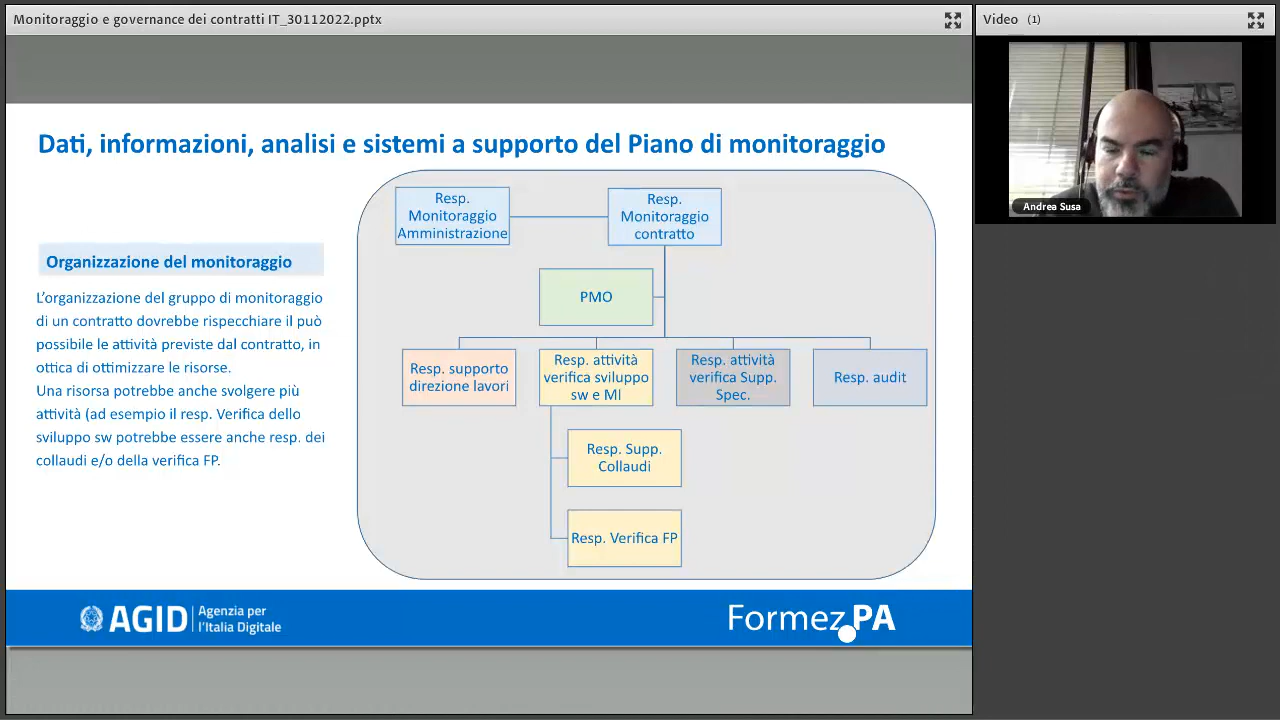 Monitoraggio e governance dei contratti IT_30112022.pptx
Video (1)
Andrea Susa
Dati, informazioni, analisi e sistemi a supporto del Piano di monitoraggio
Organizzazione del monitoraggio
L'organizzazione del gruppo di monitoraggio
di un contratto dovrebbe rispecchiare il può
possibile le attività previste dal contratto, in
ottica di ottimizzare le risorse.
Una risorsa potrebbe anche svolgere più
attività (ad esempio il resp. Verifica dello
sviluppo sw potrebbe essere anche resp. dei
collaudi e/o della verifica FP.
Resp.
Monitoraggio
Amministrazione
Resp.
Monitoraggio
contratto
PMO
Resp. supporto
direzione lavori
Resp. attività
verifica sviluppo
sw e MI
Resp. attività
verifica Supp.
Spec.
Resp. audit
Resp. Supp.
Collaudi
Resp. Verifica FP
AGID
Agenzia per
l'Italia Digitale
Formez PA